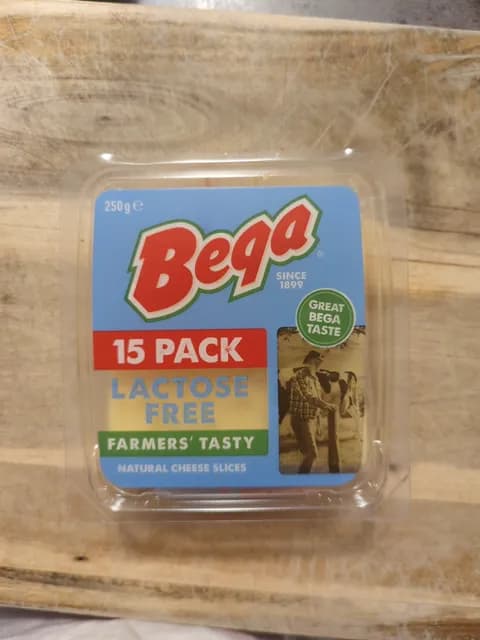 250g ℮
Bega
®
SINCE
1899
GREAT
BEGA
TASTE
15 PACK
LACTOSE
FREE
FARMERS' TASTY
NATURAL CHEESE SLICES